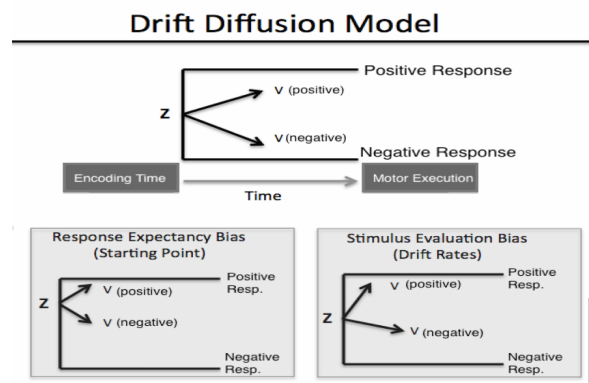 Drift Diffusion Model
Positive Response
V (positive)
Z
V (negative)
Negative Response
Encoding Time
Motor Execution
Time
Response Expectancy Bias
(Starting Point)
Positive
Resp.
V (positive)
Z
V (negative)
Negative
Resp.
Stimulus Evaluation Bias
(Drift Rates)
Positive
Resp.
V (positive)
Z
V (negative)
Negative
Resp.